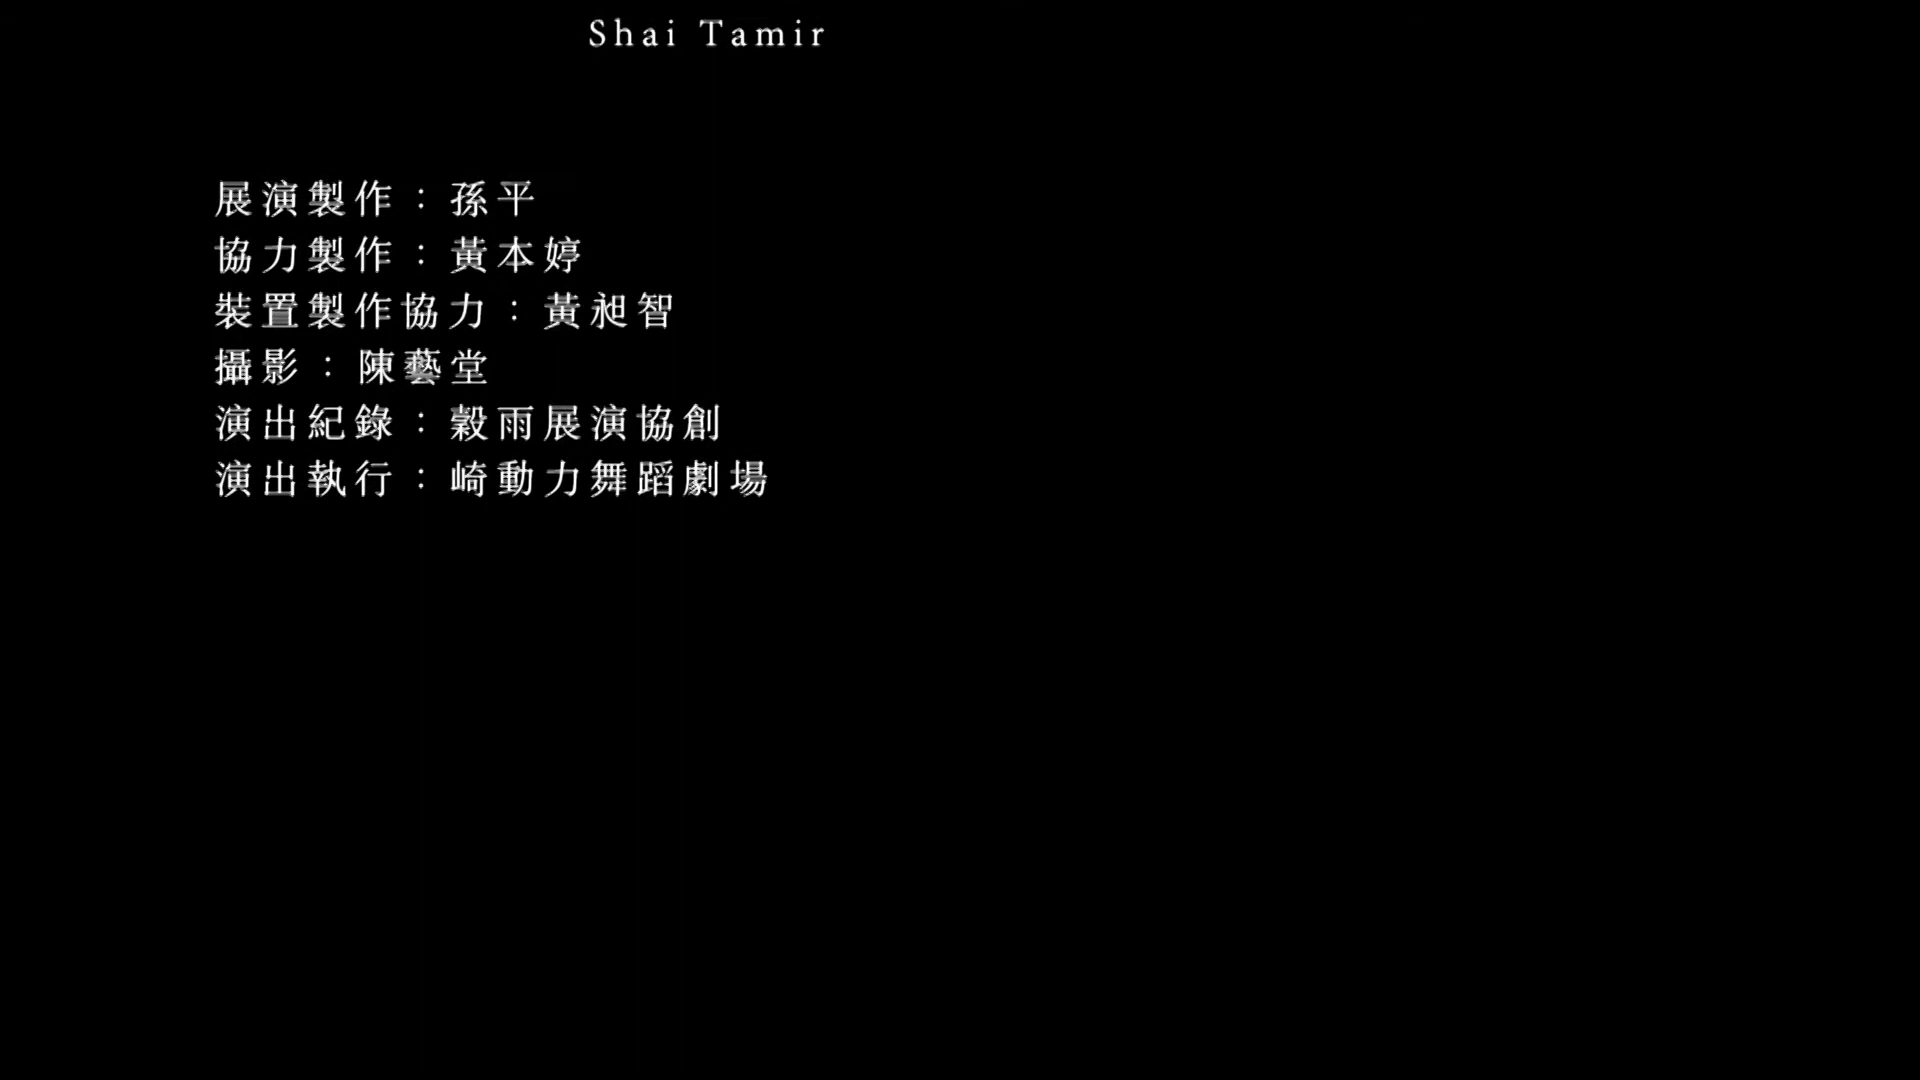 Shai Tamir
展演製作：孫平
協力製作：黃本婷
裝置製作協力：黃昶智
攝影：陳藝堂
演出紀錄：穀雨展演協創
演出執行：崎動力舞蹈劇場